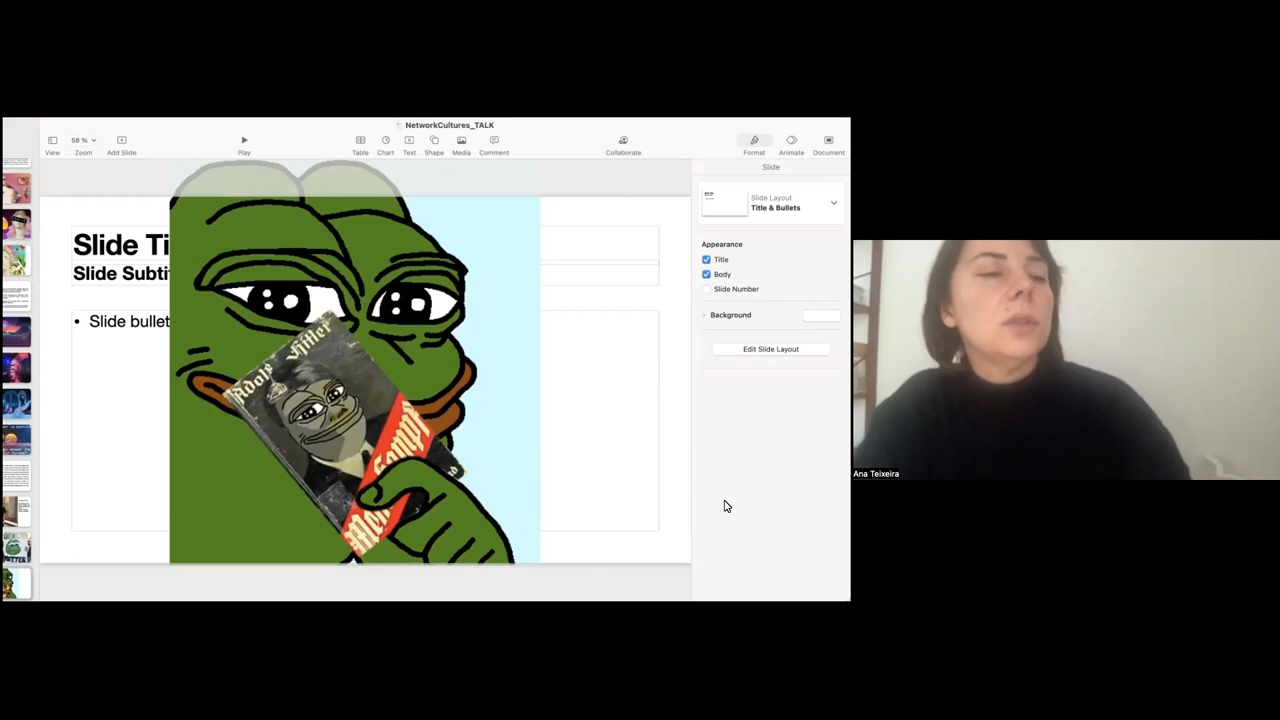 NetworkCultures_TALK
58 %
View
Zoom
Add Slide
Play
Table
Chart
Text
Shape
Media
Comment
Collaborate
Format
Animate
Document
Slide
Slide Layout
Title & Bullets
Appearance
Title
Body
Slide Number
Background
Edit Slide Layout
Slide Ti
Slide Subti
• Slide bullet
Adolf
Hitler
Mein
Kampf
Ana Teixeira